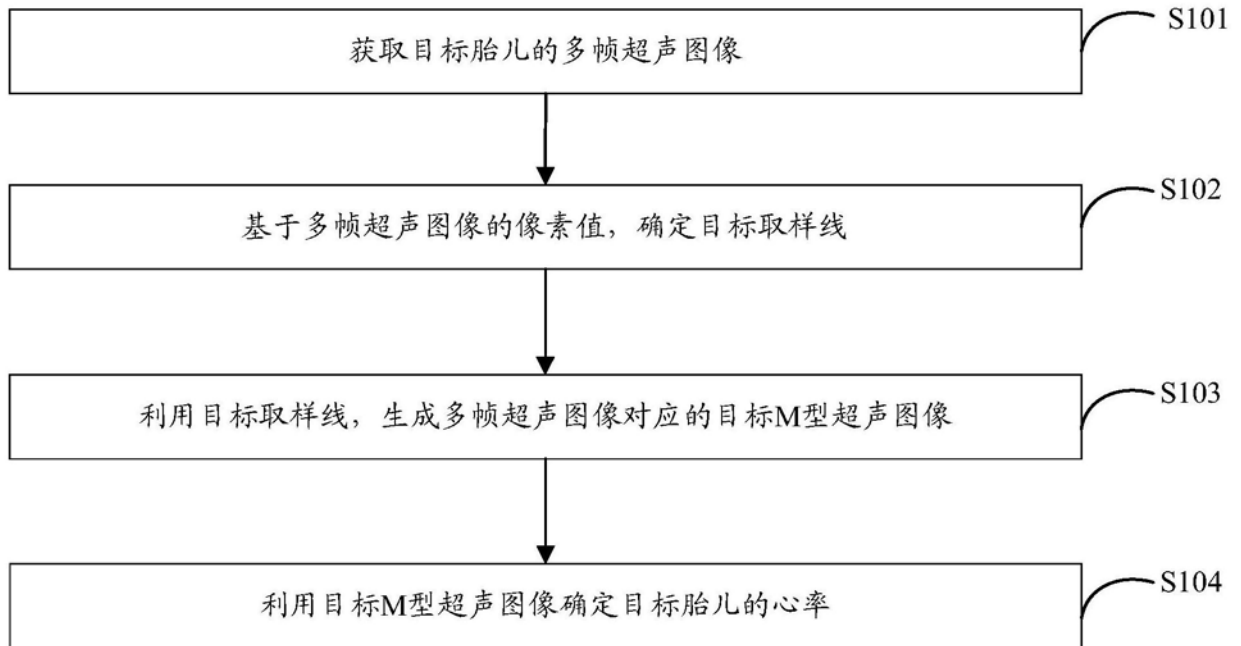 获取目标胎儿的多帧超声图像
S101
基于多帧超声图像的像素值，确定目标取样线
S102
利用目标取样线，生成多帧超声图像对应的目标M型超声图像
S103
利用目标M型超声图像确定目标胎儿的心率
S104